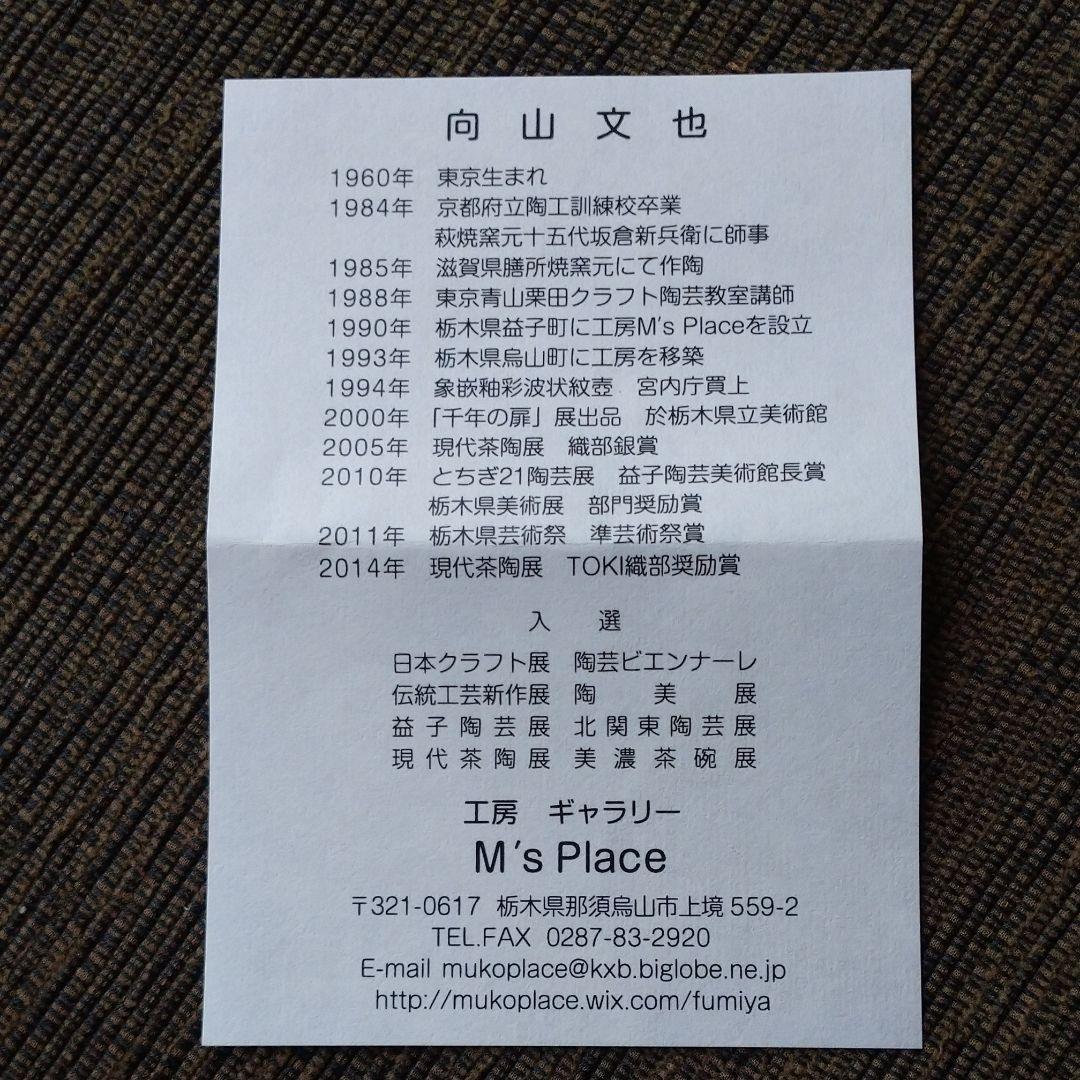 向山文也
1960年 東京生まれ
1984年 京都府立陶工訓練校卒業
萩焼窯元十五代坂倉新兵衛に師事
1985年 滋賀県膳所焼窯元にて作陶
1988年 東京青山栗田クラフト陶芸教室講師
1990年 栃木県益子町に工房M's Placeを設立
1993年 栃木県烏山町に工房を移築
1994年 象嵌釉彩波状紋壺 宮内庁買上
2000年 「千年の扉」展出品 於栃木県立美術館
2005年 現代茶陶展 織部銀賞
2010年 とちぎ21陶芸展 益子陶芸美術館長賞
栃木県美術展 部門奨励賞
2011年 栃木県芸術祭 準芸術祭賞
2014年 現代茶陶展 TOKI織部奨励賞
入選
日本クラフト展 陶芸ビエンナーレ
伝統工芸新作展 陶美展
益子陶芸展 北関東陶芸展
現代茶陶展 美濃茶碗展
工房 ギャラリー
M's Place
〒321-0617 栃木県那須烏山市上境 559-2
TEL.FAX 0287-83-2920
E-mail mukoplace@kxb.biglobe.ne.jp
http://mukoplace.wix.com/fumiya